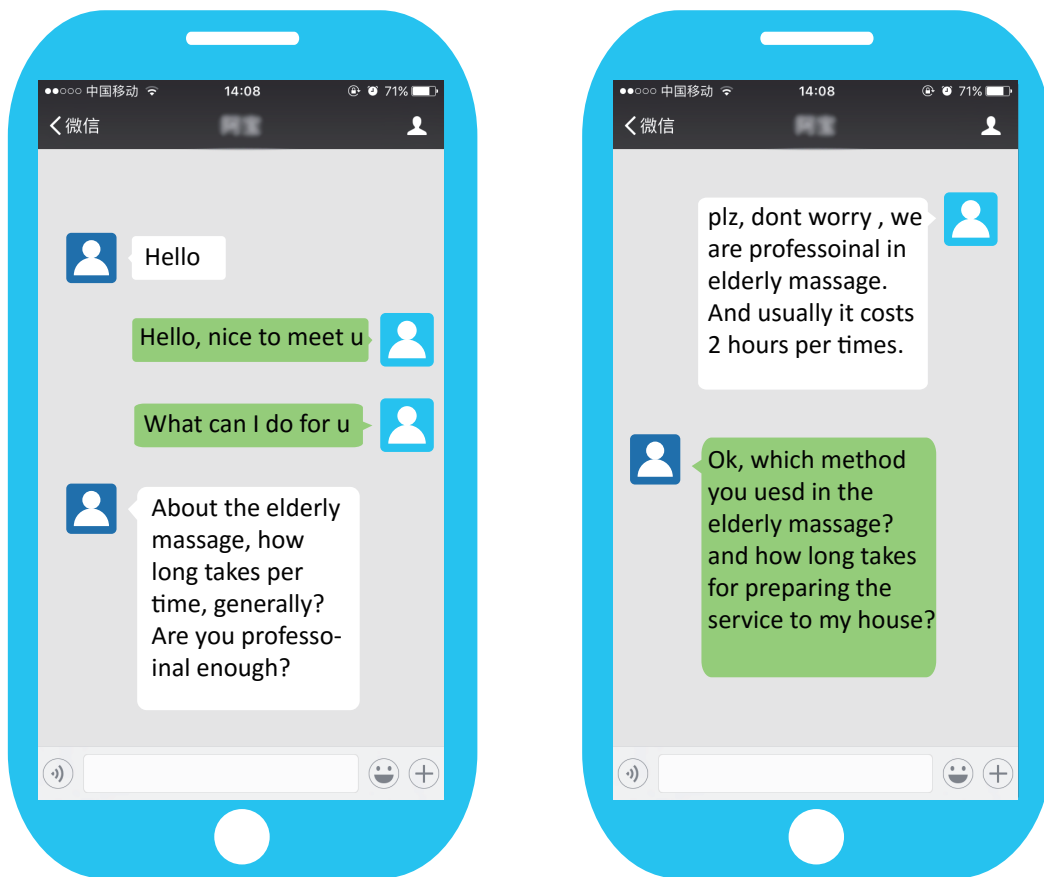 中国移动 14:08 71%
微信
Hello
Hello, nice to meet u
What can I do for u
About the elderly
massage, how
long takes per
time, generally?
Are you professo-
inal enough?
中国移动 14:08 71%
微信
plz, dont worry , we
are professoinal in
elderly massage.
And usually it costs
2 hours per times.
Ok, which method
you uesd in the
elderly massage?
and how long takes
for preparing the
service to my house?